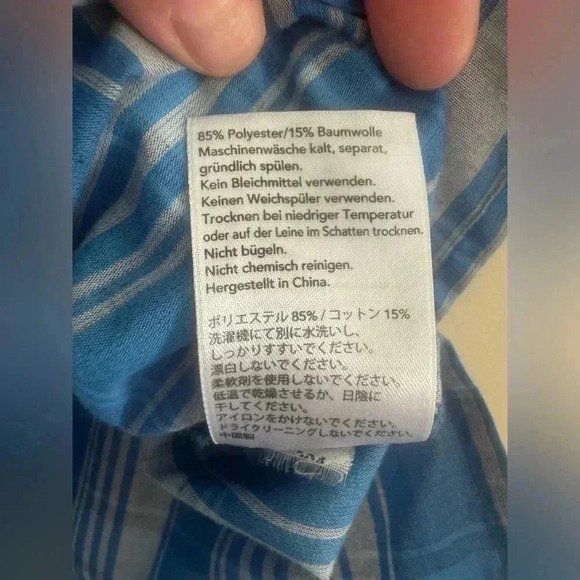 85% Polyester/15% Baumwolle
Maschinenwäsche kalt, separat,
gründlich spülen.
Kein Bleichmittel verwenden.
Keinen Weichspüler verwenden.
Trocknen bei niedriger Temperatur
oder auf der Leine im Schatten trocknen.
Nicht bügeln.
Nicht chemisch reinigen.
Hergestellt in China.
ポリエステル 85% / コットン 15%
洗濯機にて別に水洗いし、
しっかりすすいでください。
漂白しないでください。
柔軟剤を使用しないでください。
低温で乾燥させるか、日陰に
干してください。
アイロンをかけないでください。
ドライクリーニングしないでください。
中国製